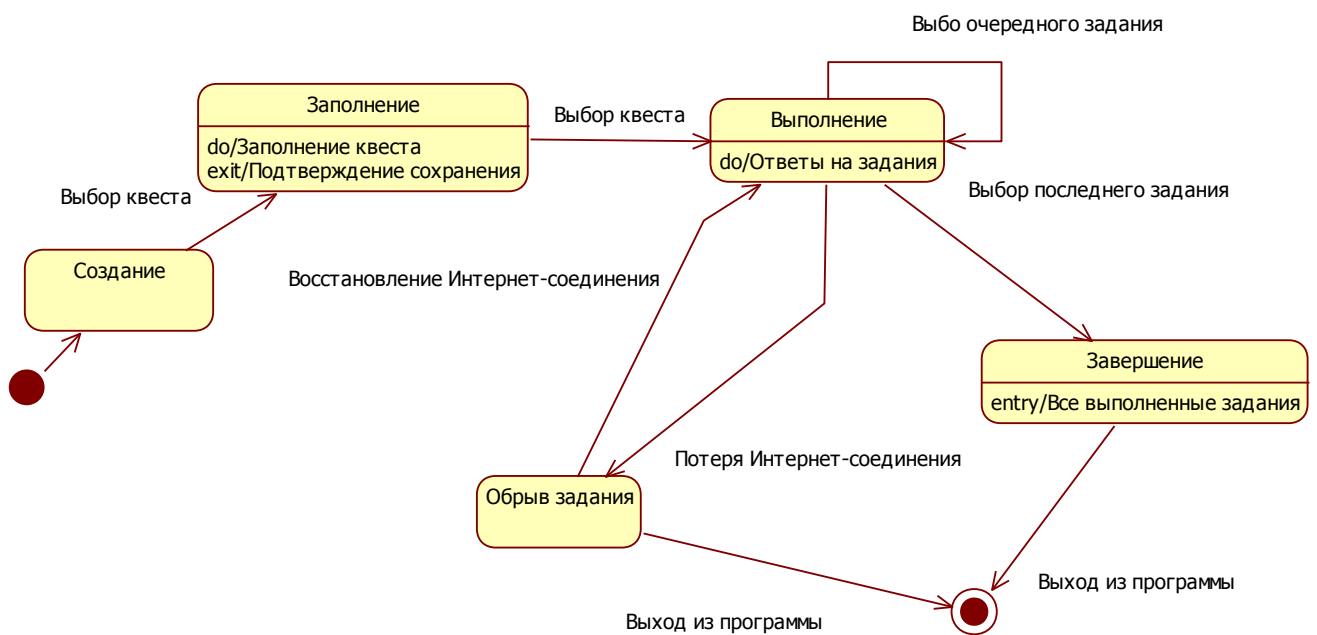 Выбо очередного задания
Заполнение
do/Заполнение квеста
exit/Подтверждение сохранения
Выбор квеста
Выполнение
do/Ответы на задания
Выбор квеста
Выбор последнего задания
Создание
Восстановление Интернет-соединения
Завершение
entry/Все выполненные задания
Потеря Интернет-соединения
Обрыв задания
Выход из программы
Выход из программы